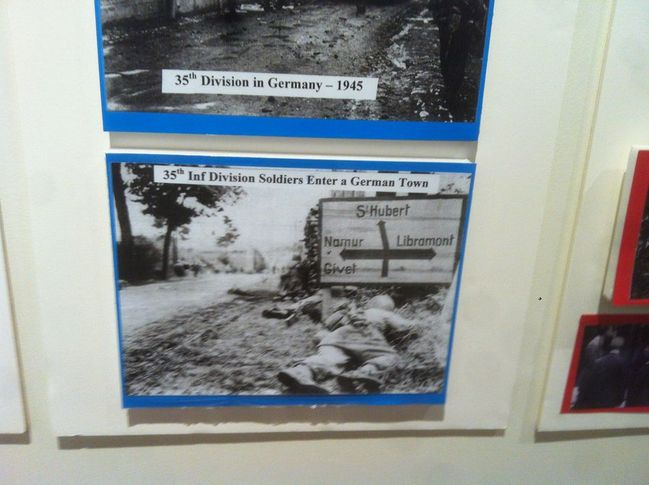 35th Division in Germany – 1945
35th Inf Division Soldiers Enter a German Town
St Hubert
Namur Libramont
Givet